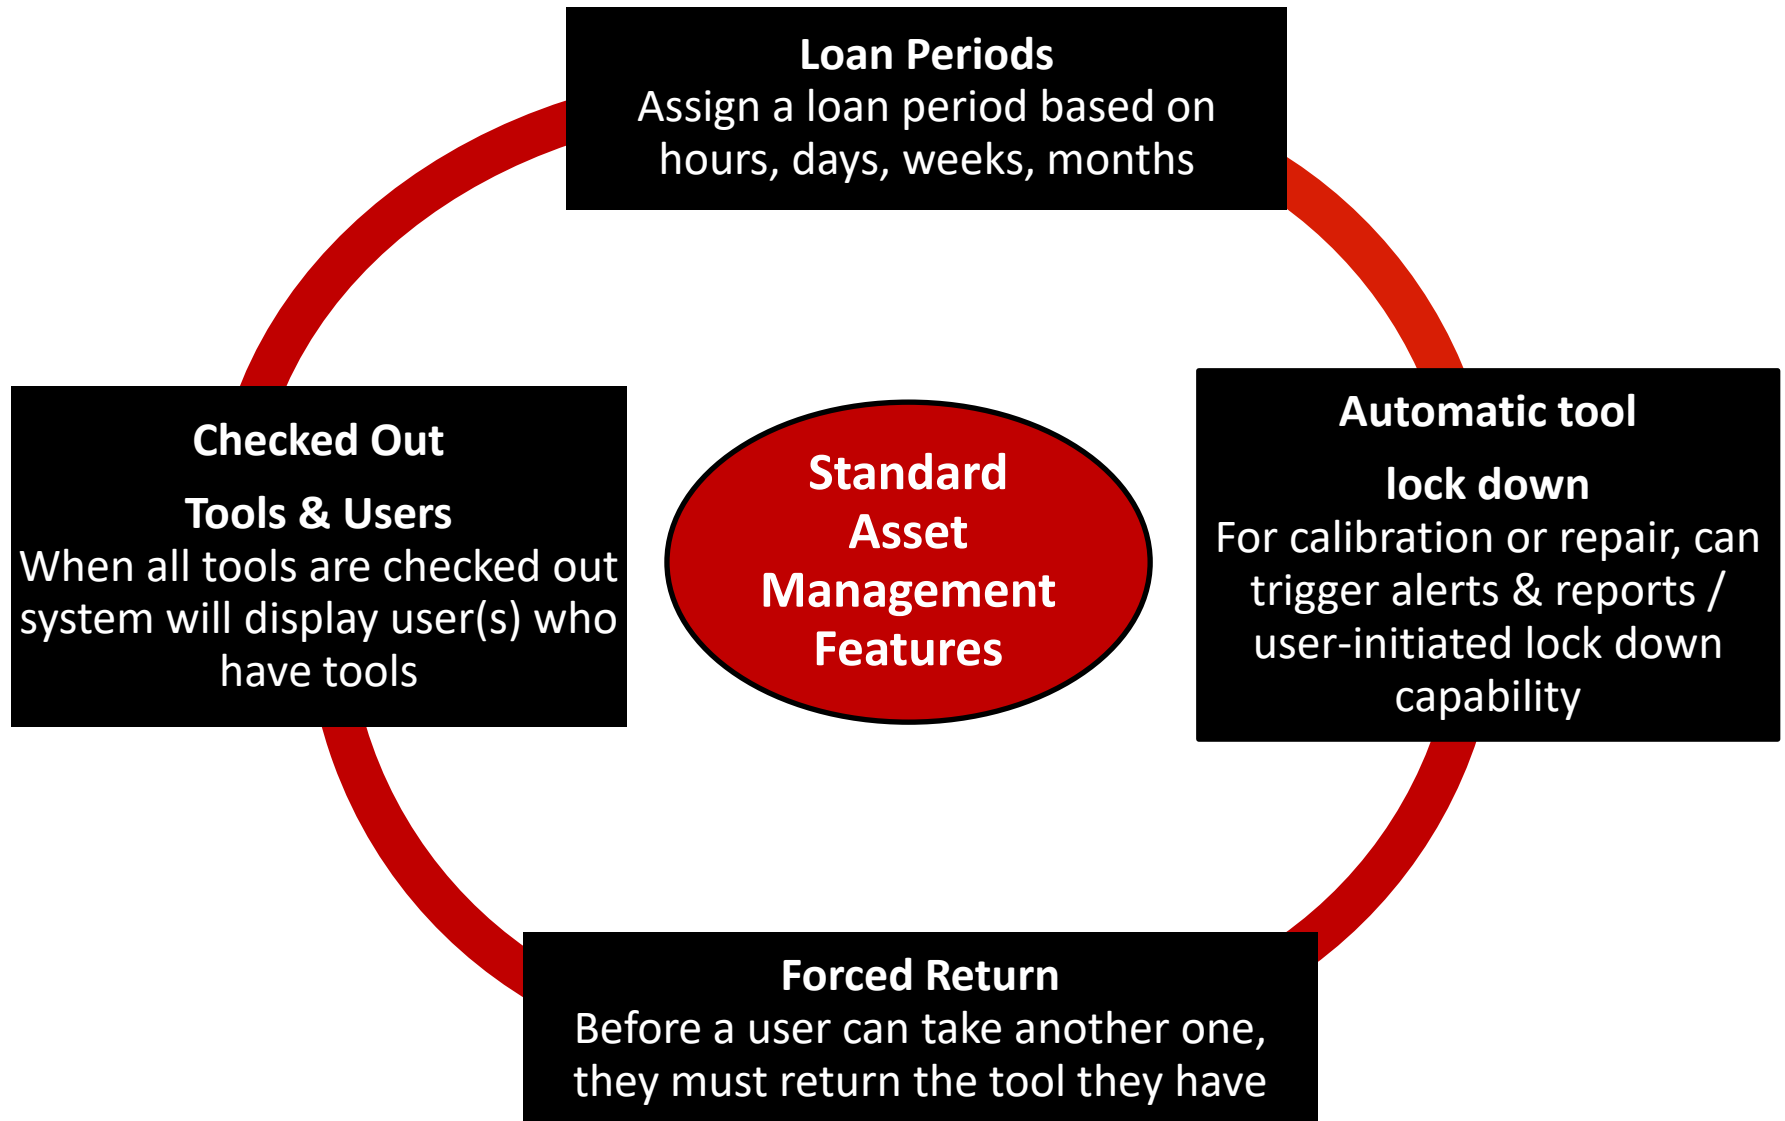 Loan Periods
Assign a loan period based on
hours, days, weeks, months
Checked Out
Tools & Users
When all tools are checked out
system will display user(s) who
have tools
Standard
Asset
Management
Features
Automatic tool
lock down
For calibration or repair, can
trigger alerts & reports /
user-initiated lock down
capability
Forced Return
Before a user can take another one,
they must return the tool they have